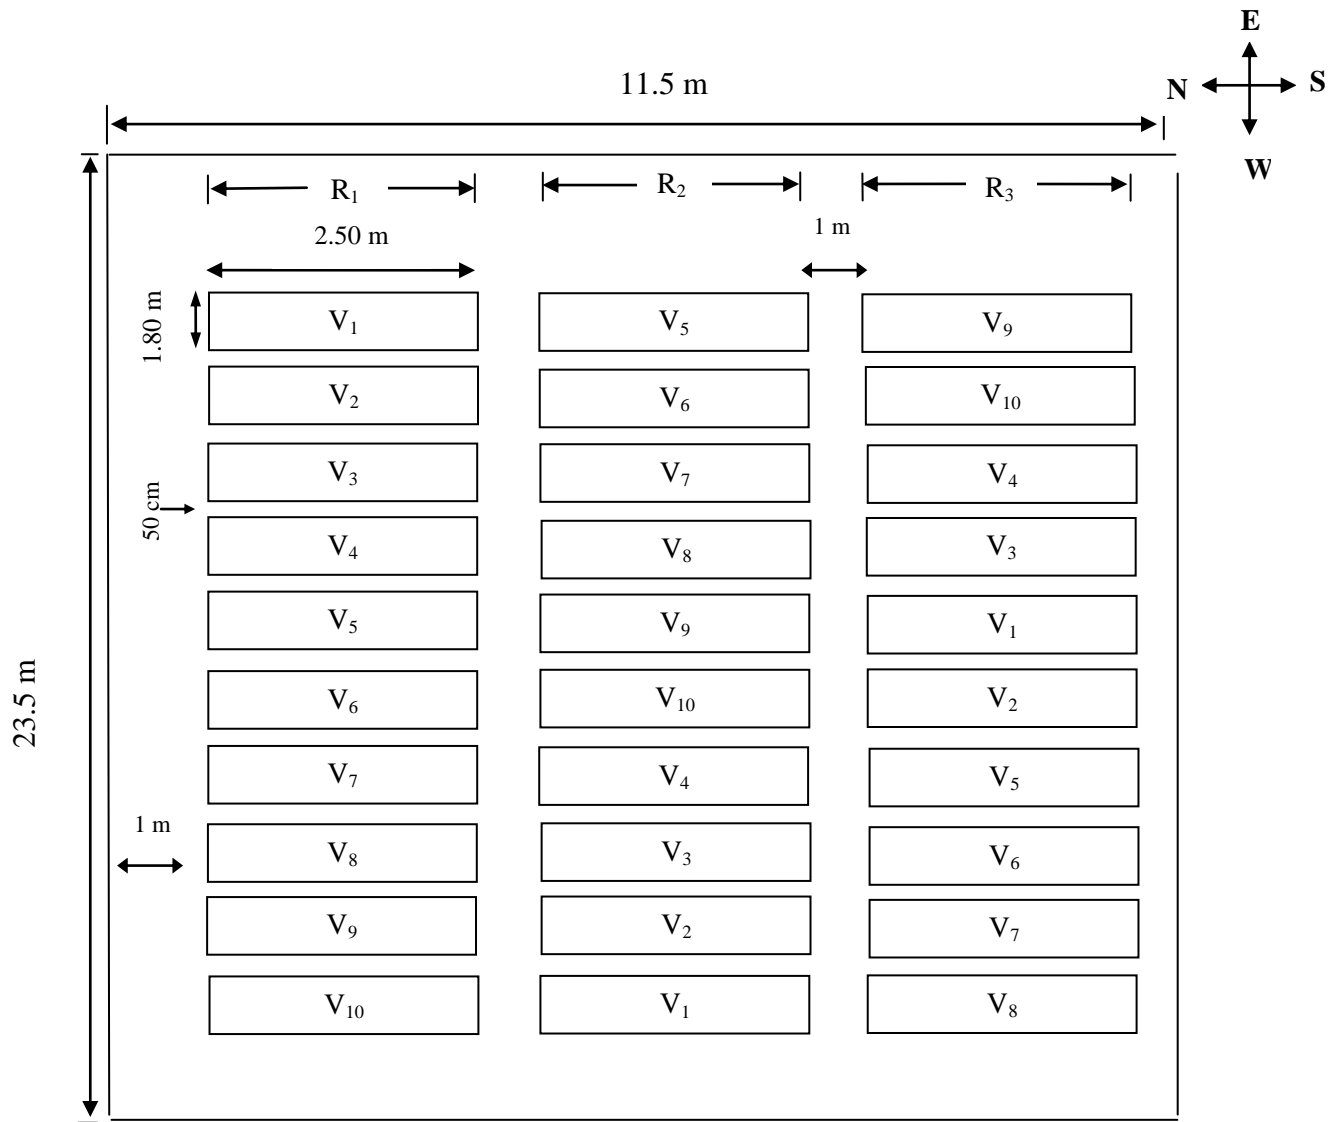 E
11.5 m
N S
W
R₁ R₂ R₃
1 m
2.50 m
1.80 m
V₁ V₅ V₉
V₂ V₆ V₁₀
V₃ V₇ V₄
50 cm
V₄ V₈ V₃
V₅ V₉ V₁
V₆ V₁₀ V₂
23.5 m
V₇ V₄ V₅
1 m
V�8 V₃ V₆
V₉ V₂ V₇
V₁₀ V₁ V₈